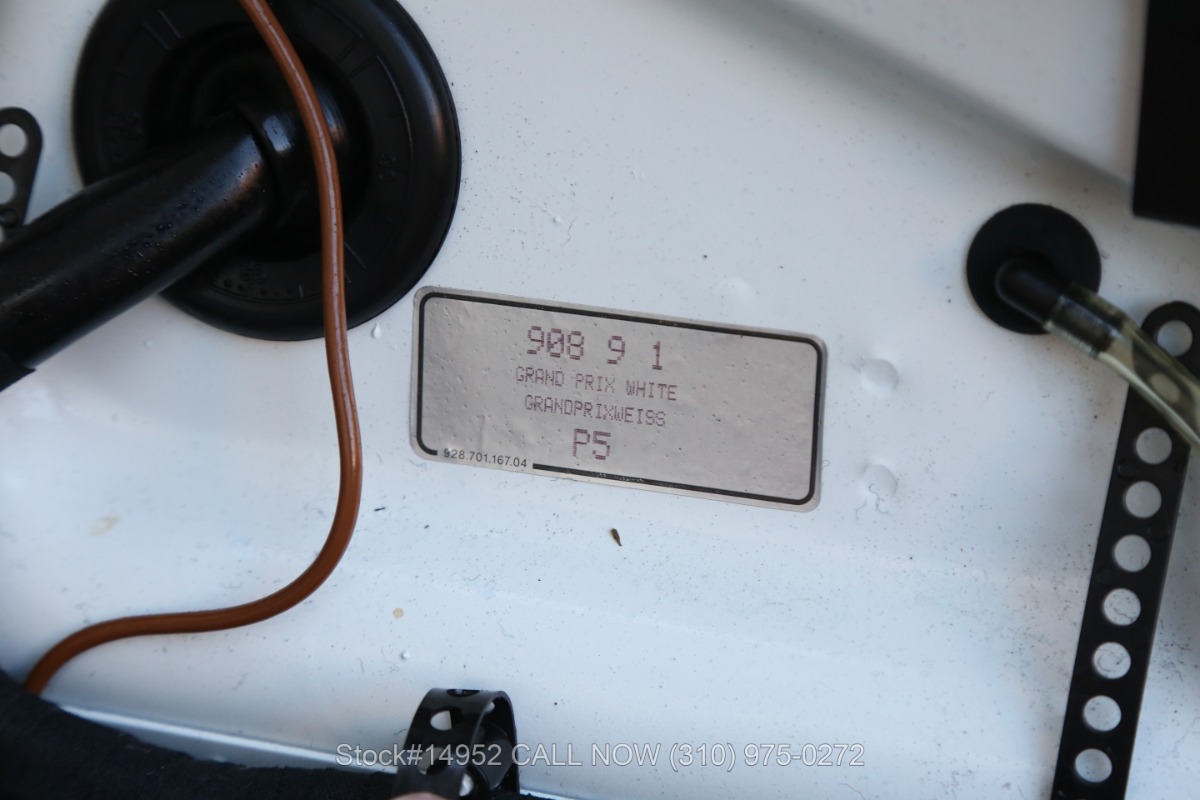 908 9 1
GRAND PRIX WHITE
GRANDPRIXWEISS
P5
928.701.167.04
Stock#14952 CALL NOW (310) 975-0272